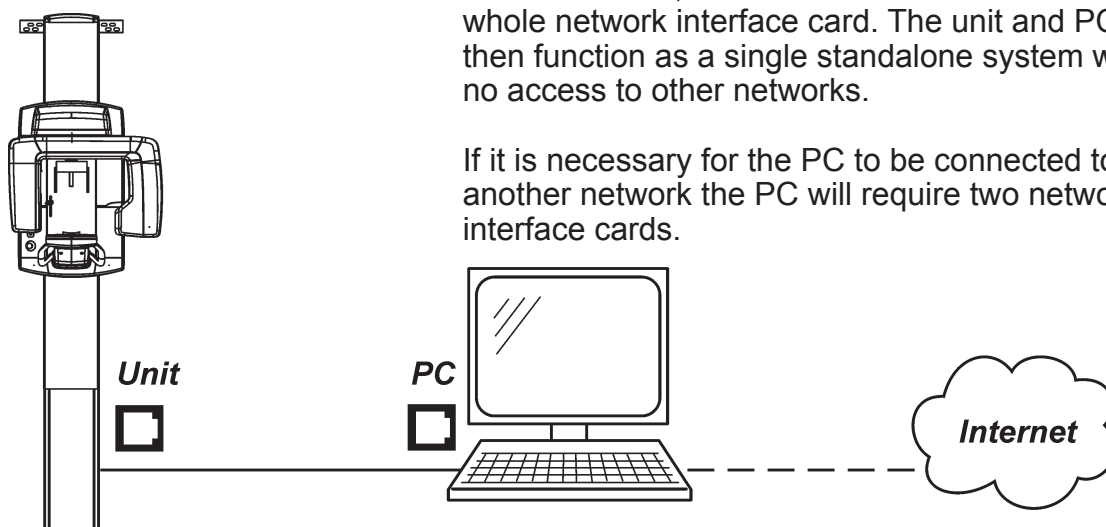 whole network interface card. The unit and PC
then function as a single standalone system
no access to other networks.
If it is necessary for the PC to be connected to
another network the PC will require two
interface cards.
Unit
PC
Internet